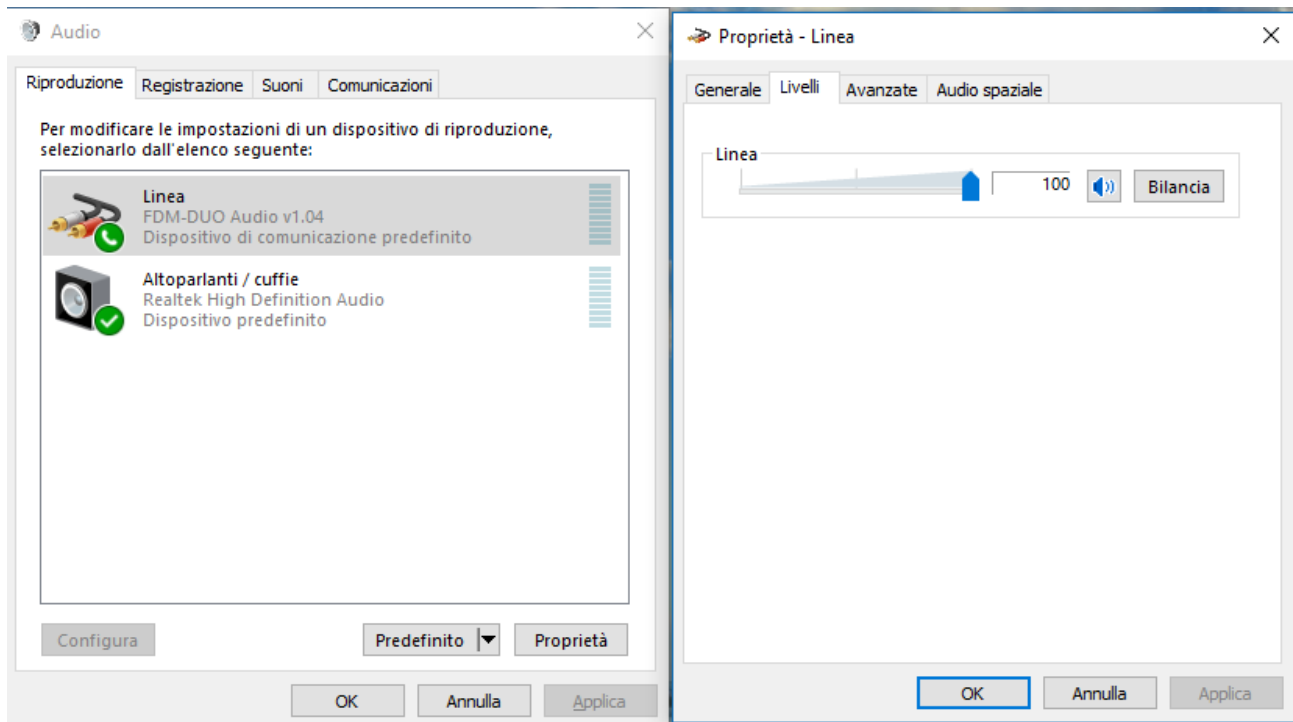 Audio
Riproduzione Registrazione Suoni Comunicazioni
Per modificare le impostazioni di un dispositivo di riproduzione,
selezionarlo dall'elenco seguente:
Linea
FDM-DUO Audio v1.04
Dispositivo di comunicazione predefinito
Altoparlanti / cuffie
Realtek High Definition Audio
Dispositivo predefinito
Configura Predefinito Proprietà
OK Annulla Applica
Proprietà - Linea
Generale Livelli Avanzate Audio spaziale
Linea
100 Bilancia
OK Annulla Applica